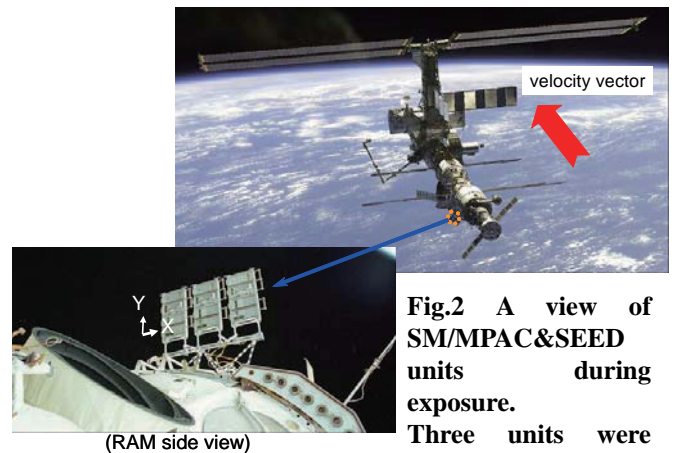 velocity vector
Y
X
(RAM side view)
Fig.2 A view of
SM/MPAC&SEED
units during
exposure.
Three units were